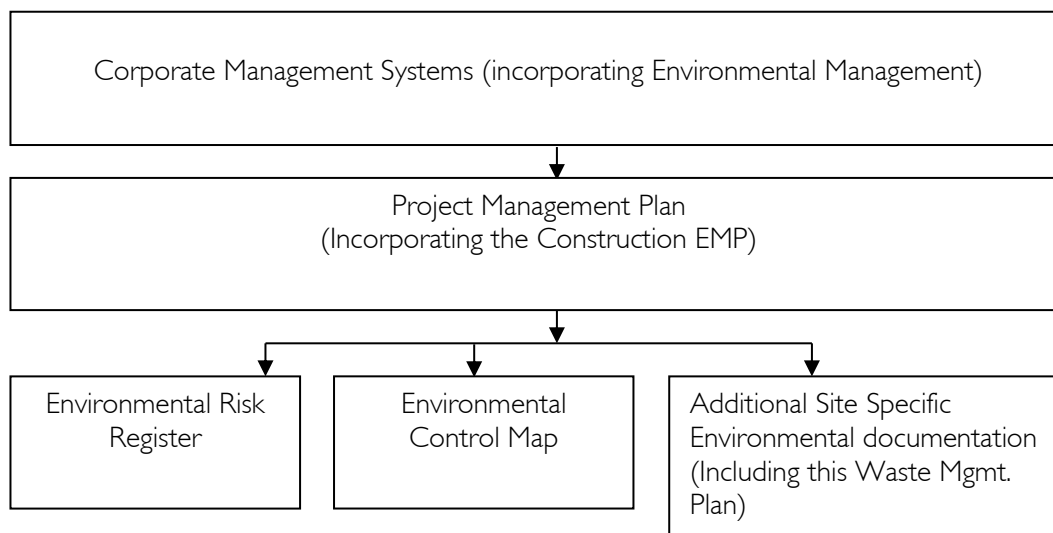 Corporate Management Systems (incorporating Environmental Management)
Project Management Plan
(Incorporating the Construction EMP)
Environmental Risk
Register
Environmental
Control Map
Additional Site Specific
Environmental documentation
(Including this Waste Mgmt.
Plan)